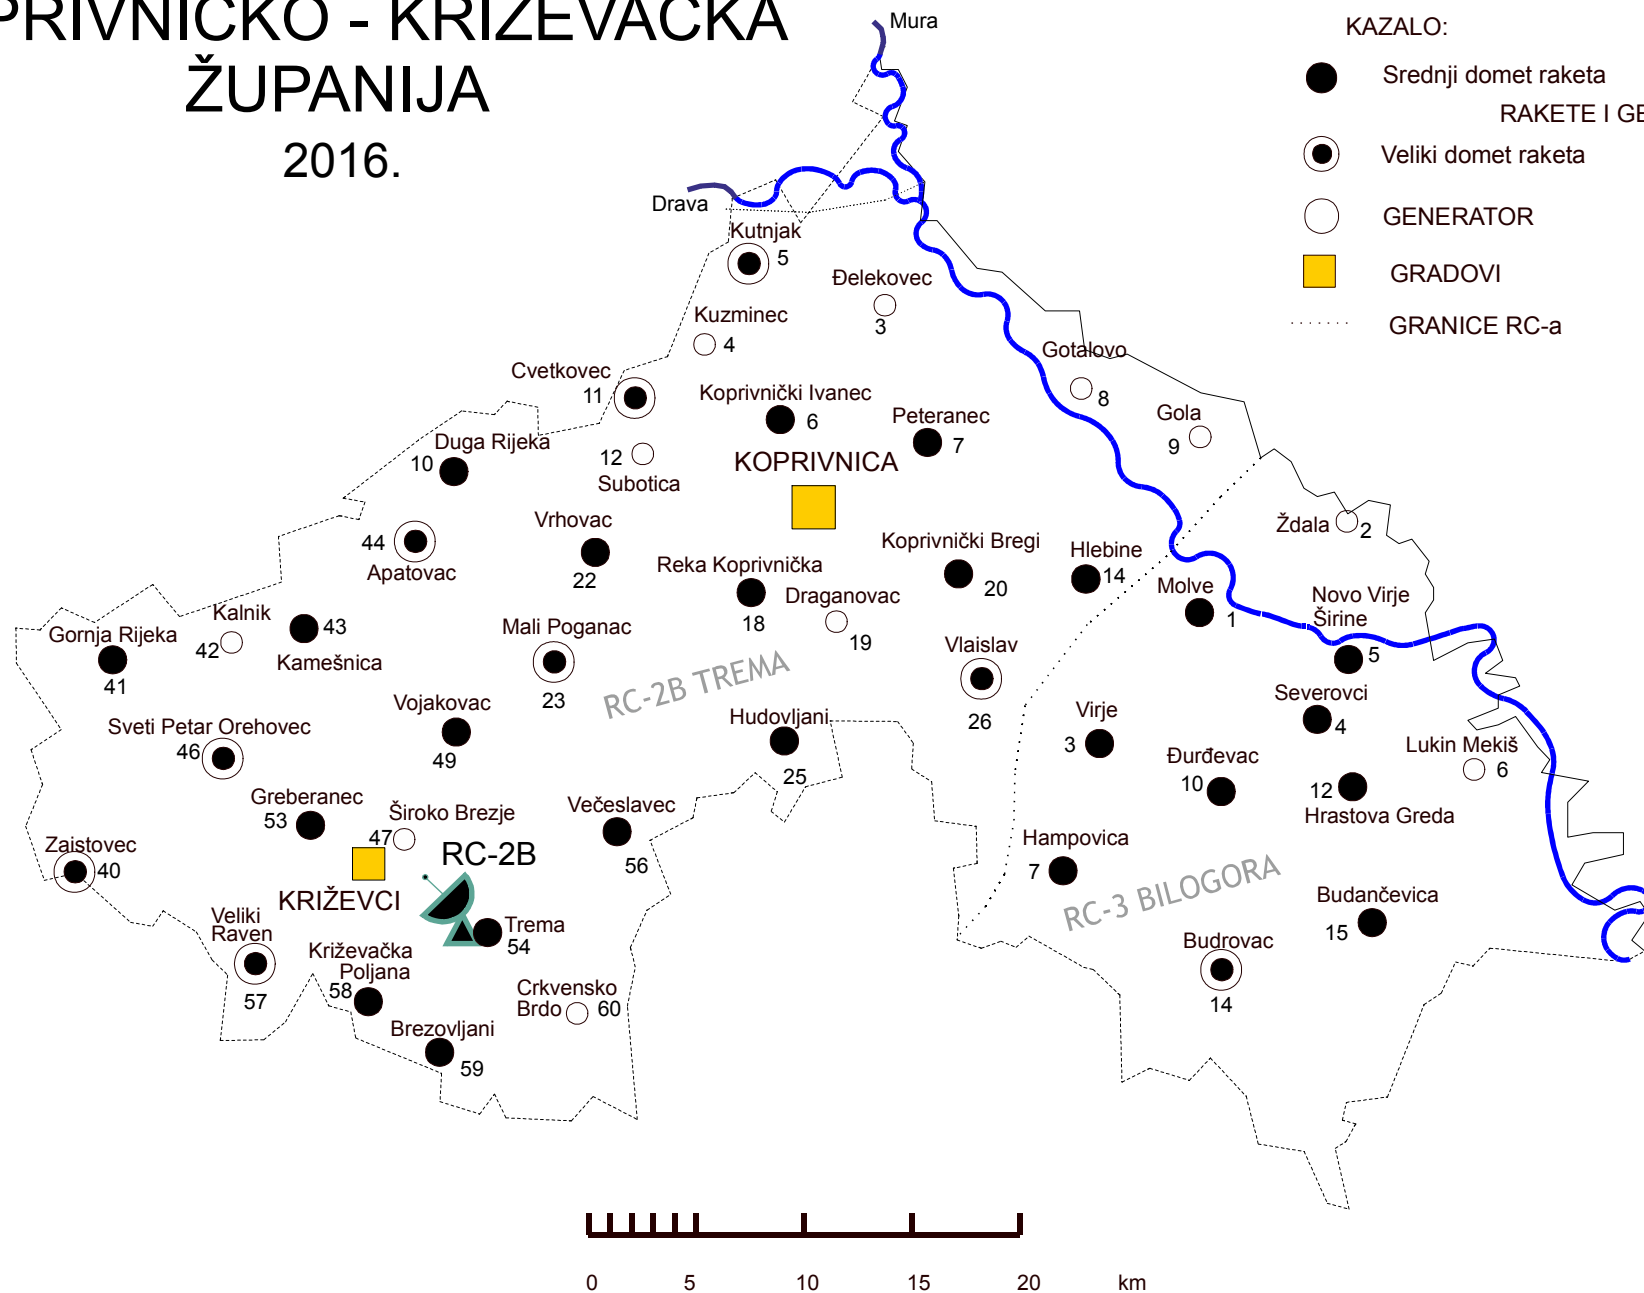 PRIVNIČKO - KRIŽEVAČKA
ŽUPANIJA
2016.
Mura
Drava
KAZALO:
Srednji domet raketa
RAKETE I GE
Veliki domet raketa
GENERATOR
GRADOVI
GRANICE RC-a
Kutnjak
5
Đelekovec
3
Kuzminec
4
Gotalovo
8
Cvetkovec
11
Koprivnički Ivanec
6
Peteranec
7
Gola
9
Duga Rijeka
10
12
Subotica
KOPRIVNICA
Ždala
2
Vrhovac
22
44
Apatovac
Koprivnički Bregi
20
Hlebine
14
Reka Koprivnička
18
Draganovac
19
Molve
1
Novo Virje
Širine
5
Kalnik
42
43
Kamešnica
Gornja Rijeka
41
Mali Poganac
23
RC-2B TREMA
Vlaislav
26
Severovci
4
Vojakovac
49
Hudovljani
25
Virje
3
Sveti Petar Orehovec
46
Đurđevac
10
Lukin Mekiš
6
12
Hrastova Greda
Greberanec
53
Široko Brezje
47
Večeslavec
56
Zaistovec
40
RC-2B
Hampovica
7
RC-3 BILOGORA
KRIŽEVCI
Budančevica
15
Veliki
Raven
57
Trema
54
Križevačka
Poljana
58
Budrovac
14
Crkvensko
Brdo
60
Brezovljani
59
0 5 10 15 20 km